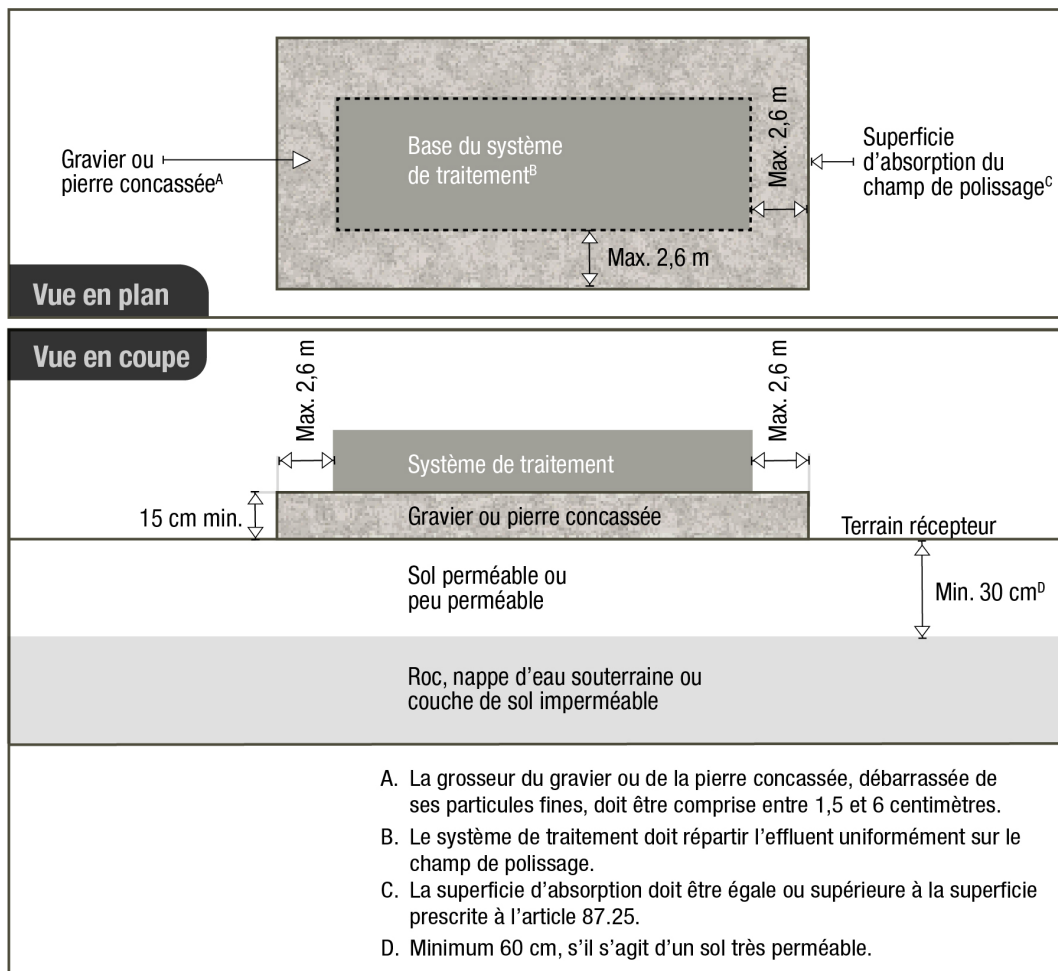 Gravier ou
pierre concasséeᴬ
Base du système
de traitementᴮ
Max. 2,6 m
Max. 2,6 m
Superficie
d’absorption du
champ de polissageᶜ
Vue en plan
Vue en coupe
Max. 2,6 m
Max. 2,6 m
Système de traitement
15 cm min.
Gravier ou pierre concassée
Terrain récepteur
Sol perméable ou
peu perméable
Min. 30 cmᴰ
Roc, nappe d’eau souterraine ou
couche de sol imperméable
A. La grosseur du gravier ou de la pierre concassée, débarrassée de
ses particules fines, doit être comprise entre 1,5 et 6 centimètres.
B. Le système de traitement doit répartir l’effluent uniformément sur le
champ de polissage.
C. La superficie d’absorption doit être égale ou supérieure à la superficie
prescrite à l’article 87.25.
D. Minimum 60 cm, s’il s’agit d’un sol très perméable.